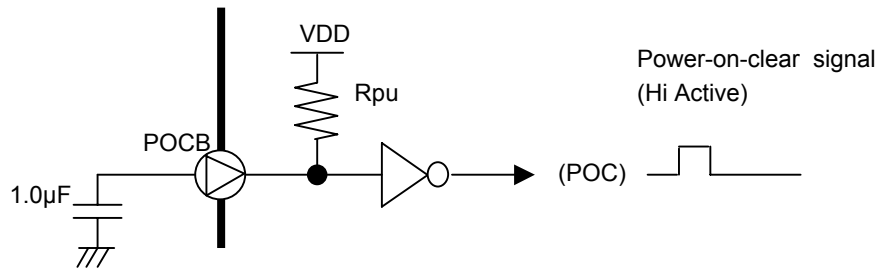 VDD
Rpu
POCB
1.0µF
(POC)
Power-on-clear signal
(Hi Active)